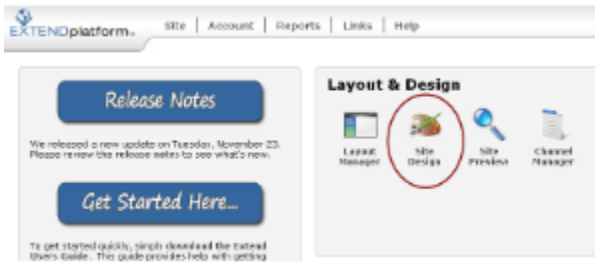 EXTENDplatform™
Site | Account | Reports | Links | Help
Release Notes
We released a new update on Tuesday, November 23.
Please review the release notes to see what's new.
Get Started Here...
To get started quickly, simply download the Extend
Users Guide. This guide provides help with getting
Layout & Design
Layout
Manager
Site
Design
Site
Preview
Channel
Manager